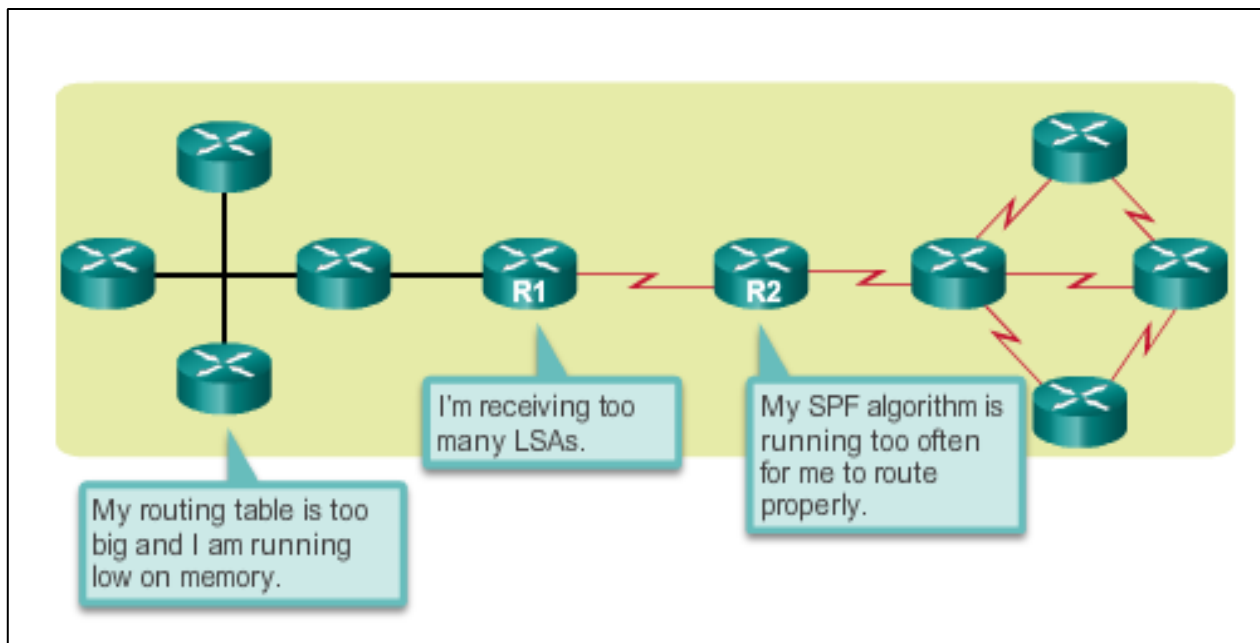 R1
R2
I'm receiving too
many LSAs.
My SPF algorithm is
running too often
for me to route
properly.
My routing table is too
big and I am running
low on memory.